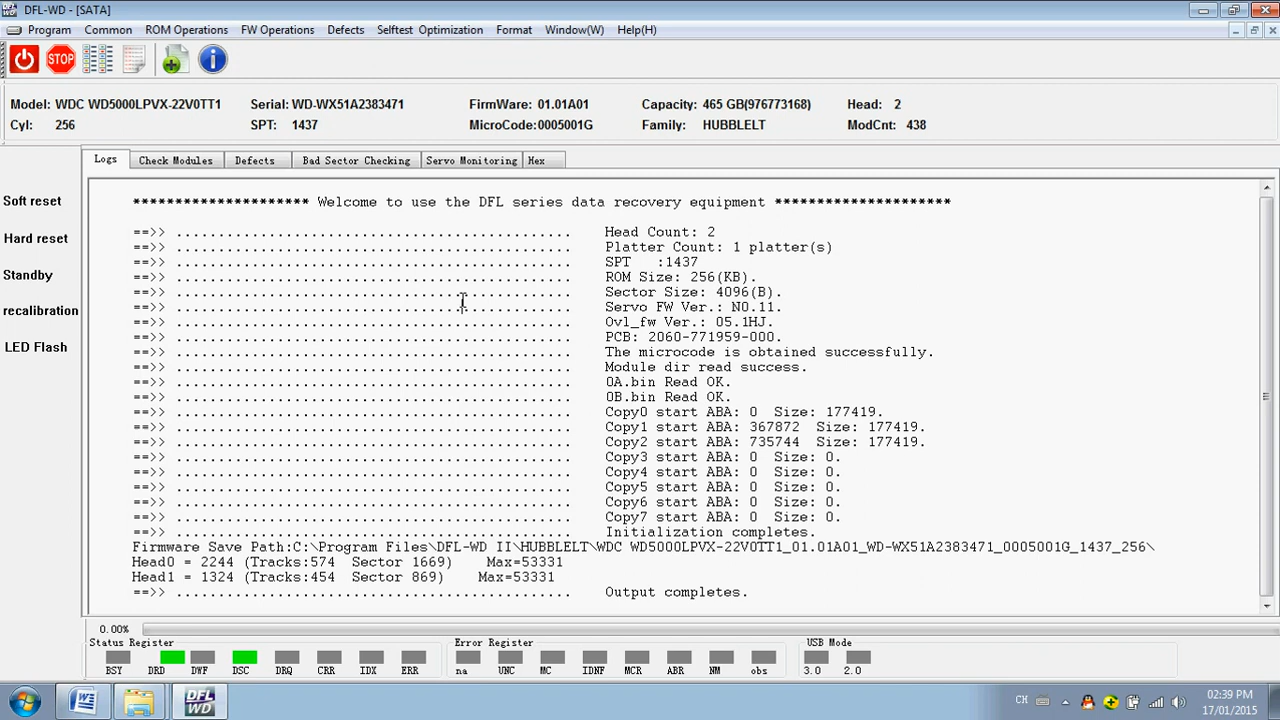 DFL-WD - [SATA]
Program Common ROM Operations FW Operations Defects Selftest Optimization Format Window(W) Help(H)
STOP
Model: WDC WD5000LPVX-22V0TT1 Serial: WD-WX51A2383471 FirmWare: 01.01A01 Capacity: 465 GB(976773168) Head: 2
Cyl: 256 SPT: 1437 MicroCode:0005001G Family: HUBBLELT ModCnt: 438
Logs Check Modules Defects Bad Sector Checking Servo Monitoring Hex
Soft reset
Hard reset
Standby
recalibration
LED Flash
********************* Welcome to use the DFL series data recovery equipment *********************
==>> ............................................... Head Count: 2
==>> ............................................... Platter Count: 1 platter(s)
==>> ............................................... SPT :1437
==>> ............................................... ROM Size: 256(KB).
==>> ............................................... Sector Size: 4096(B).
==>> ............................................... Servo FW Ver.: N0.11.
==>> ............................................... Ovl_fw Ver.: 05.1HJ.
==>> ............................................... PCB: 2060-771959-000.
==>> ............................................... The microcode is obtained successfully.
==>> ............................................... Module dir read success.
==>> ............................................... 0A.bin Read OK.
==>> ............................................... 0B.bin Read OK.
==>> ............................................... Copy0 start ABA: 0 Size: 177419.
==>> ............................................... Copy1 start ABA: 367872 Size: 177419.
==>> ............................................... Copy2 start ABA: 735744 Size: 177419.
==>> ............................................... Copy3 start ABA: 0 Size: 0.
==>> ............................................... Copy4 start ABA: 0 Size: 0.
==>> ............................................... Copy5 start ABA: 0 Size: 0.
==>> ............................................... Copy6 start ABA: 0 Size: 0.
==>> ............................................... Copy7 start ABA: 0 Size: 0.
==>> ............................................... Initialization completes.
Firmware Save Path:C:\Program Files\DFL-WD II\HUBBLELT\WDC WD5000LPVX-22V0TT1_01.01A01_WD-WX51A2383471_0005001G_1437_256\
Head0 = 2244 (Tracks:574 Sector 1669) Max=53331
Head1 = 1324 (Tracks:454 Sector 869) Max=53331
==>> ............................................... Output completes.
0.00%
Status Register Error Register USB Mode
BSY DRD DWF DSC DRQ CRR IDX ERR na UNC MC IDNF MCR ABR NM obs 3.0 2.0
DFL WD CH 02:39 PM
17/01/2015